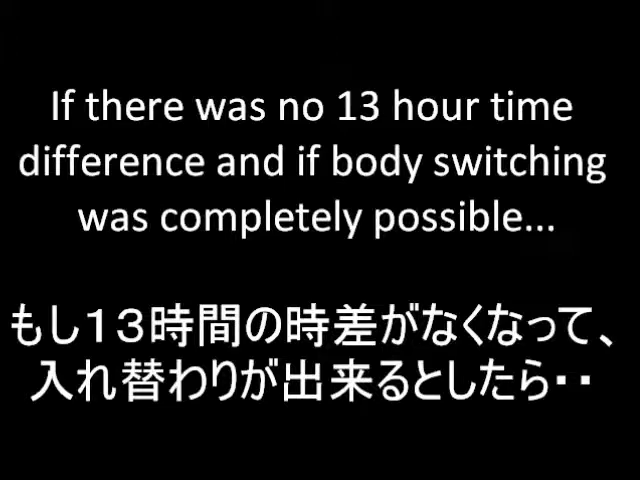 If there was no 13 hour time
difference and if body switching
was completely possible...
もし１３時間の時差がなくなって、
入れ替わりが出来るとしたら・・